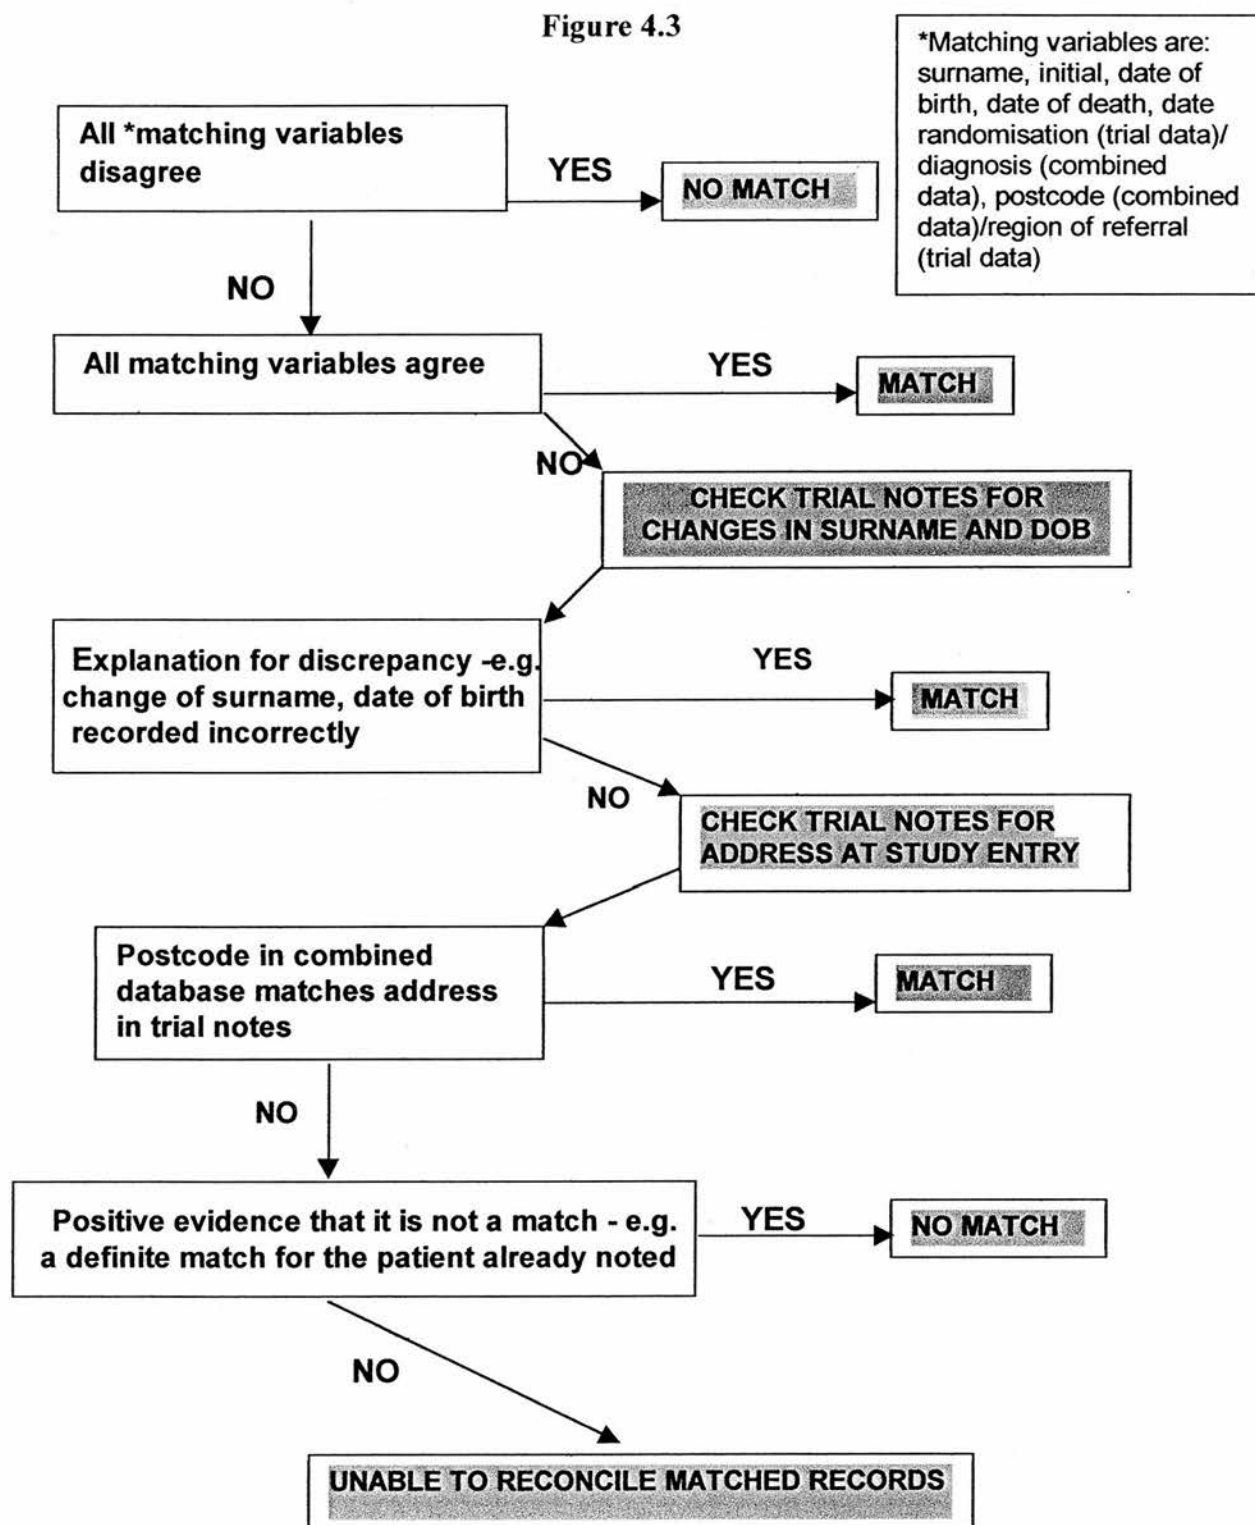 Figure 4.3
*Matching variables are:
surname, initial, date of
birth, date of death, date
randomisation (trial data)/
diagnosis (combined
data), postcode (combined
data)/region of referral
(trial data)
All *matching variables
disagree
YES
NO MATCH
NO
All matching variables agree
YES
MATCH
NO
CHECK TRIAL NOTES FOR
CHANGES IN SURNAME AND DOB
Explanation for discrepancy -e.g.
change of surname, date of birth
recorded incorrectly
YES
MATCH
NO
CHECK TRIAL NOTES FOR
ADDRESS AT STUDY ENTRY
Postcode in combined
database matches address
in trial notes
YES
MATCH
NO
Positive evidence that it is not a match - e.g.
a definite match for the patient already noted
YES
NO MATCH
NO
UNABLE TO RECONCILE MATCHED RECORDS